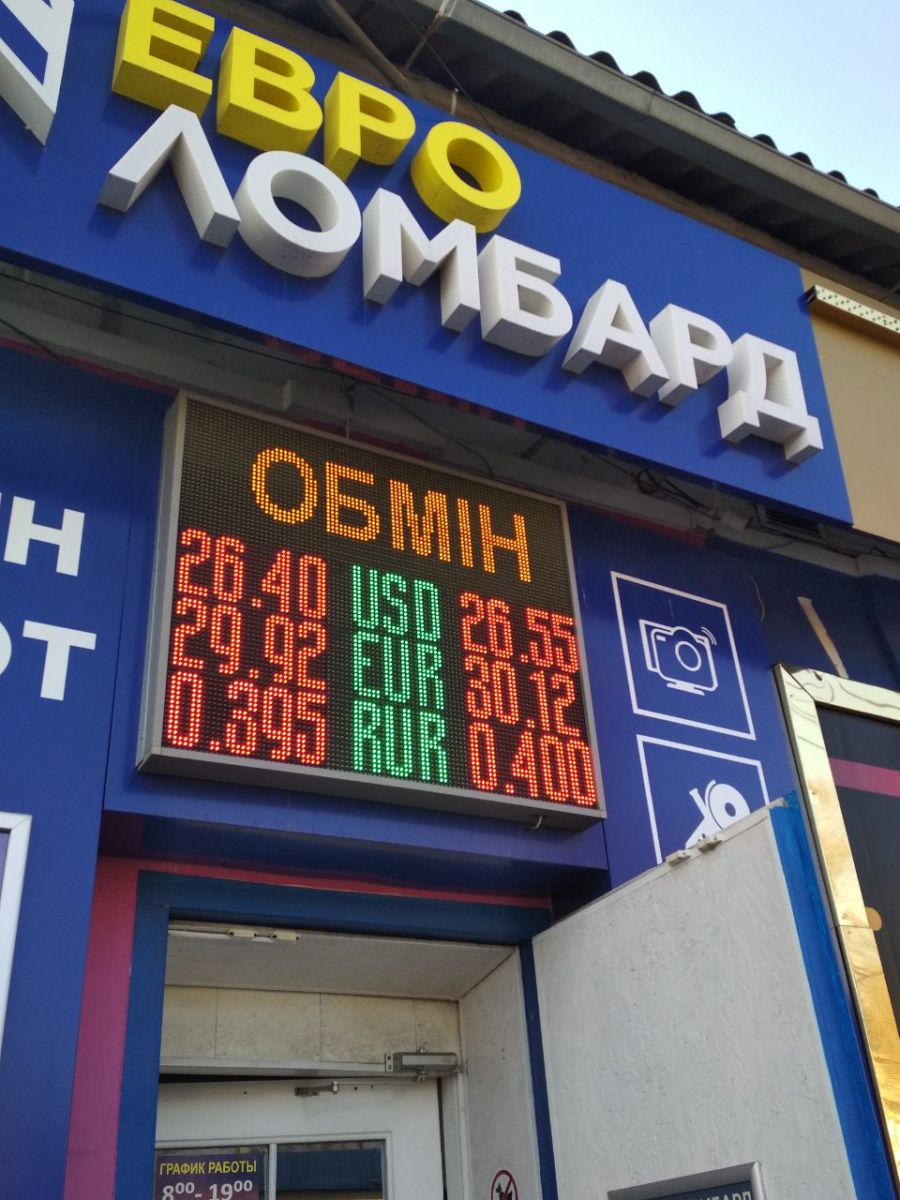 ЕВРО
ЛОМБАРД
ОБМІН
26.40 USD 26.55
29.92 EUR 30.12
0.395 RUR 0.400
ГРАФИК РАБОТЫ
8⁰⁰- 19⁰⁰